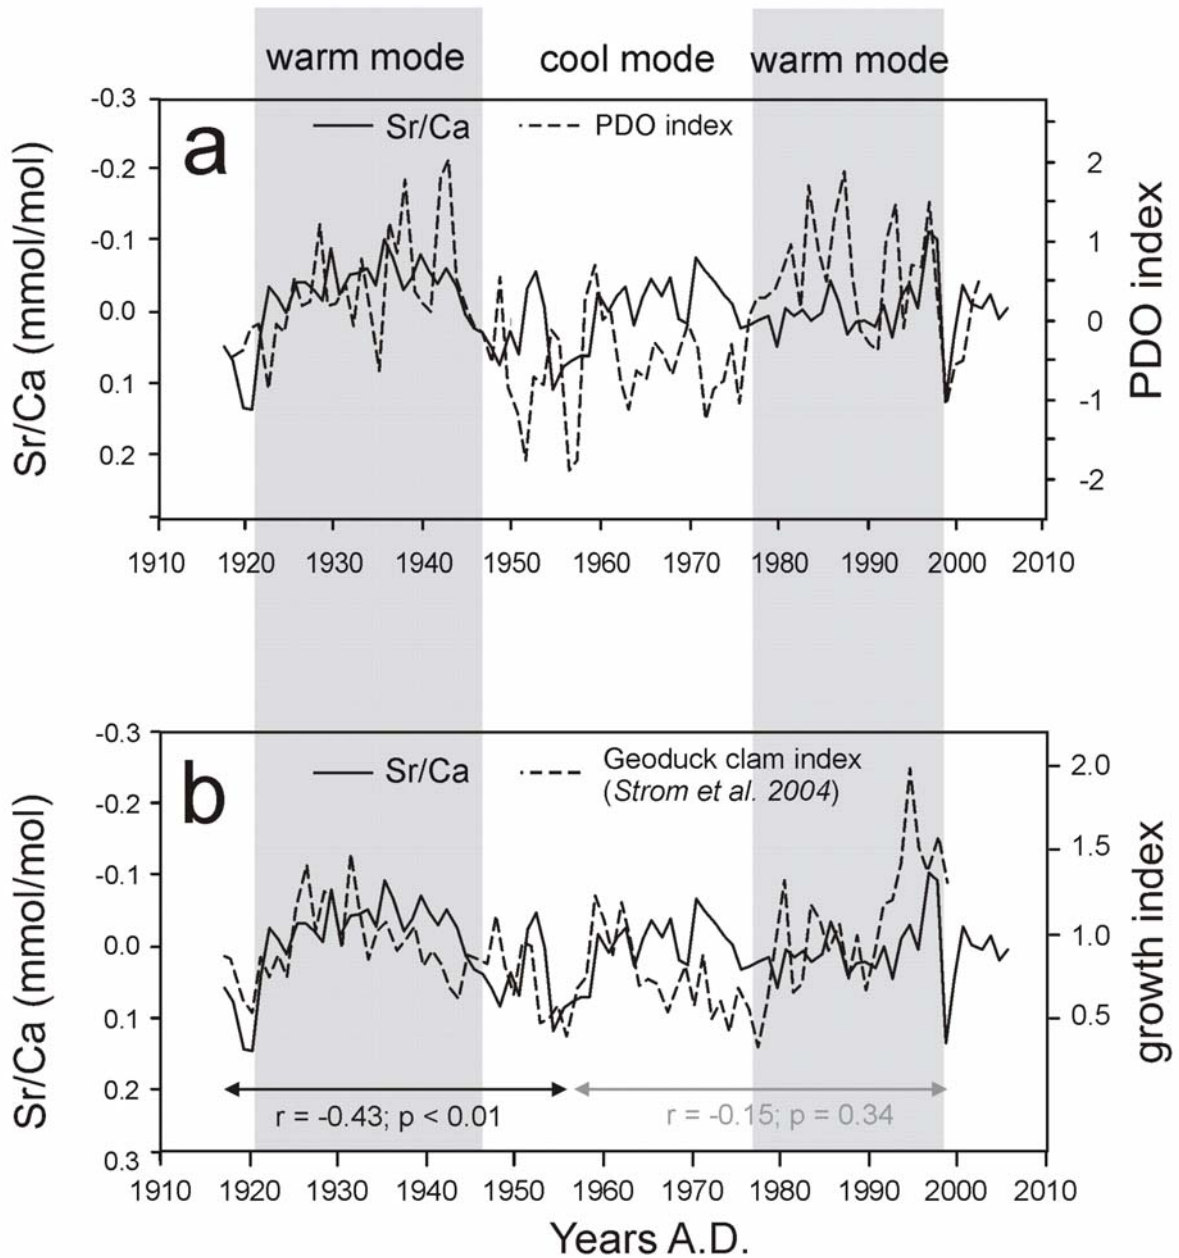 warm mode cool mode warm mode
a
Sr/Ca PDO index
-0.3
-0.2
-0.1
0.0
0.1
0.2
Sr/Ca (mmol/mol)
2
1
0
-1
-2
PDO index
1910 1920 1930 1940 1950 1960 1970 1980 1990 2000 2010
b
Sr/Ca Geoduck clam index
(Strom et al. 2004)
-0.3
-0.2
-0.1
0.0
0.1
0.2
0.3
Sr/Ca (mmol/mol)
2.0
1.5
1.0
0.5
growth index
r = -0.43; p < 0.01 r = -0.15; p = 0.34
1910 1920 1930 1940 1950 1960 1970 1980 1990 2000 2010
Years A.D.